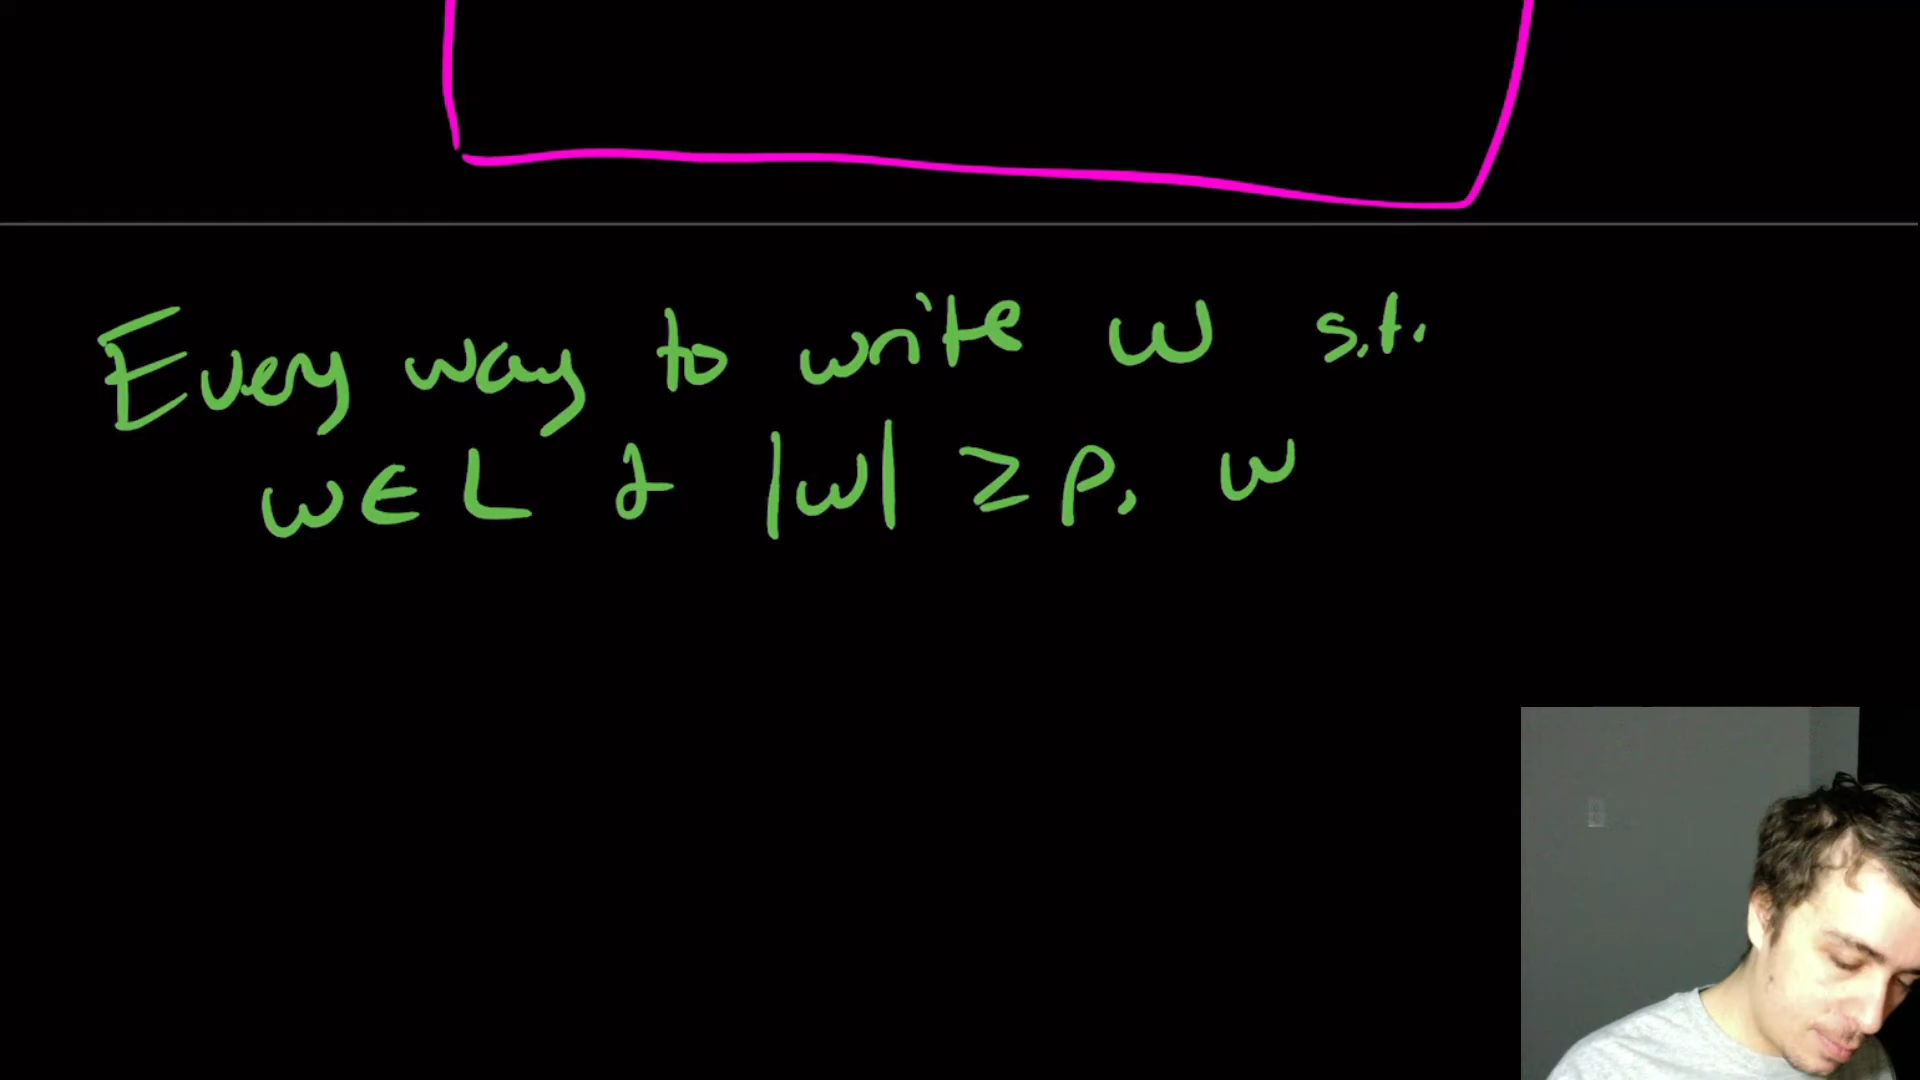 Every way to write w s.t.
w ∈ L & |w| ≥ p, w